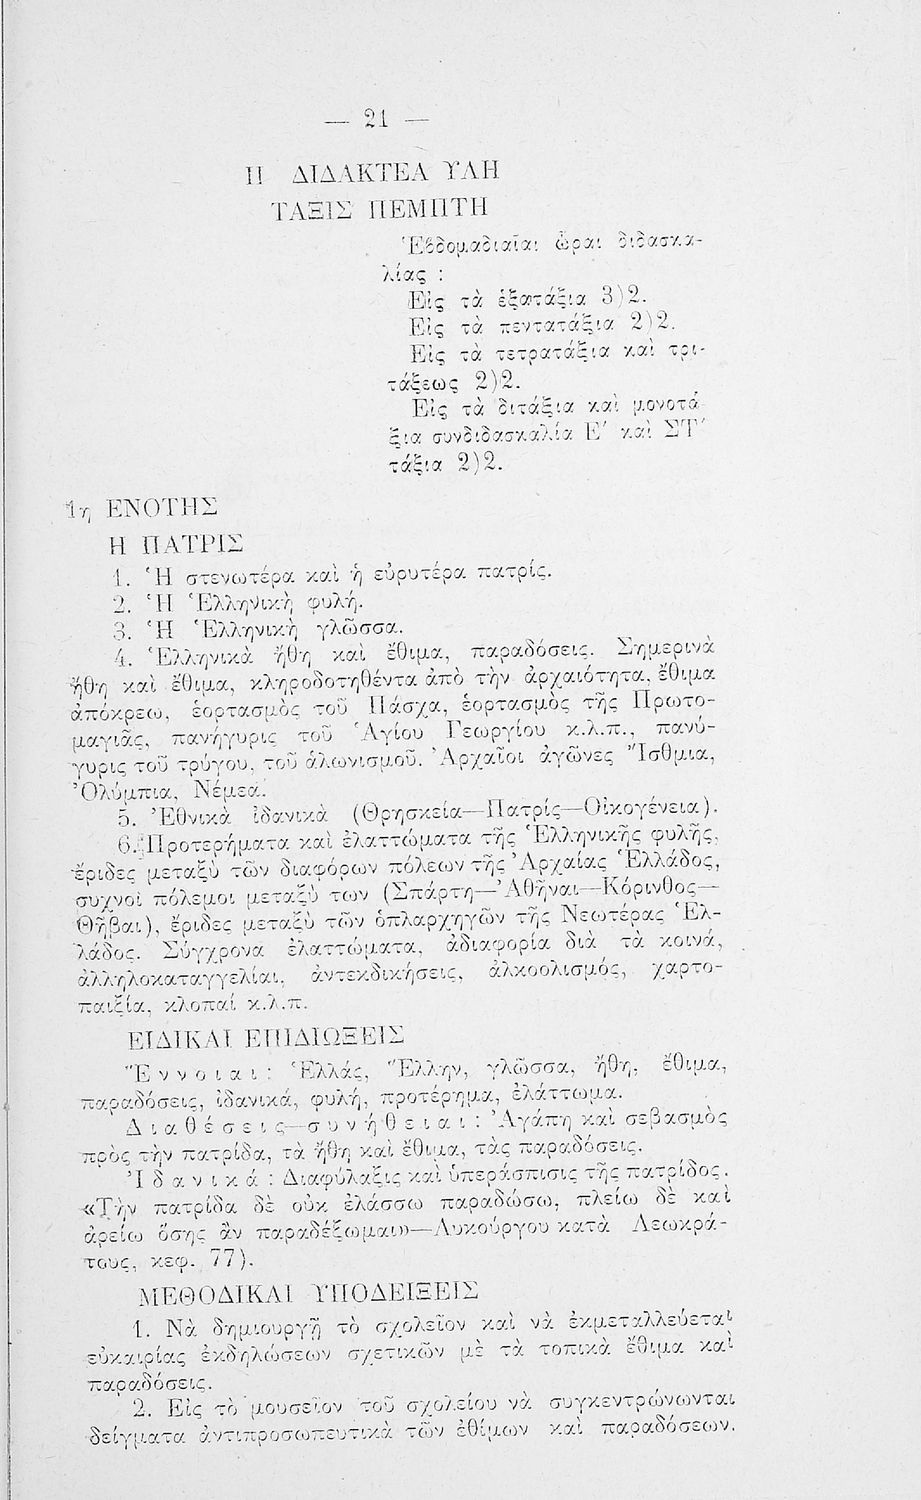 — 21 —
Η ΔΙΔΑΚΤΕΑ ΥΛΗ
ΤΑΞΙΣ ΠΕΜΠΤΗ
Ἑβδομαδιαῖαι ὧραι διδασκα-
λίας :
Εἰς τὰ ἑξατάξια 3)2.
Εἰς τὰ πεντατάξια 2)2.
Εἰς τὰ τετρατάξια καὶ τρι-
τάξεως 2)2.
Εἰς τὰ διτάξια καὶ μονοτά-
ξια συνδιδασκαλία Ε΄ καὶ ΣΤ΄
τάξια 2)2.
1η ΕΝΟΤΗΣ
Η ΠΑΤΡΙΣ
1. Ἡ στενωτέρα καὶ ἡ εὐρυτέρα πατρίς.
2. Ἡ Ἑλληνικὴ φυλή.
3. Ἡ Ἑλληνικὴ γλῶσσα.
4. Ἑλληνικὰ ἤθη καὶ ἔθιμα, παραδόσεις. Σημερινὰ
ἤθη καὶ ἔθιμα, κληροδοτηθέντα ἀπὸ τὴν ἀρχαιότητα, ἔθιμα
ἀπόκρεω, ἑορτασμὸς τοῦ Πάσχα, ἑορτασμὸς τῆς Πρωτο-
μαγιᾶς, πανήγυρις τοῦ Ἁγίου Γεωργίου κ.λ.π., πανή-
γυρις τοῦ τρύγου, τοῦ ἁλωνισμοῦ. Ἀρχαῖοι ἀγῶνες Ἴσθμια,
Ὀλύμπια, Νέμεα.
5. Ἐθνικὰ ἰδανικὰ (Θρησκεία—Πατρίς—Οἰκογένεια).
6. Προτερήματα καὶ ἐλαττώματα τῆς Ἑλληνικῆς φυλῆς,
ἔριδες μεταξὺ τῶν διαφόρων πόλεων τῆς Ἀρχαίας Ἑλλάδος,
συχνοὶ πόλεμοι μεταξύ των (Σπάρτη—Ἀθῆναι—Κόρινθος—
Θῆβαι), ἔριδες μεταξὺ τῶν ὁπλαρχηγῶν τῆς Νεωτέρας Ἑλ-
λάδος. Σύγχρονα ἐλαττώματα, ἀδιαφορία διὰ τὰ κοινά,
ἀλληλοκαταγγελίαι, ἀντεκδικήσεις, ἀλκοολισμός, χαρτο-
παιξία, κλοπαί κ.λ.π.
ΕΙΔΙΚΑΙ ΕΠΙΔΙΩΞΕΙΣ
Ἔννοιαι : Ἑλλάς, Ἕλλην, γλῶσσα, ἤθη, ἔθιμα,
παραδόσεις, ἰδανικά, φυλή, προτέρημα, ἐλάττωμα.
Διαθέσεις—συνήθειαι : Ἀγάπη καὶ σεβασμὸς
πρὸς τὴν πατρίδα, τὰ ἤθη καὶ ἔθιμα, τὰς παραδόσεις.
Ἰδανικά : Διαφύλαξις καὶ ὑπεράσπισις τῆς πατρίδος.
«Τὴν πατρίδα δὲ οὐκ ἐλάσσω παραδώσω, πλείω δὲ καὶ
ἀρείω ὅσης ἂν παραδέξωμαι»—Λυκούργου κατὰ Λεωκρά-
τους, κεφ. 77).
ΜΕΘΟΔΙΚΑΙ ΥΠΟΔΕΙΞΕΙΣ
1. Νὰ δημιουργῇ τὸ σχολεῖον καὶ νὰ ἐκμεταλλεύεται
εὐκαιρίας ἐκδηλώσεων σχετικῶν μὲ τὰ τοπικὰ ἔθιμα καὶ
παραδόσεις.
2. Εἰς τὸ μουσεῖον τοῦ σχολείου νὰ συγκεντρώνωνται
δείγματα ἀντιπροσωπευτικὰ τῶν ἐθίμων καὶ παραδόσεων.